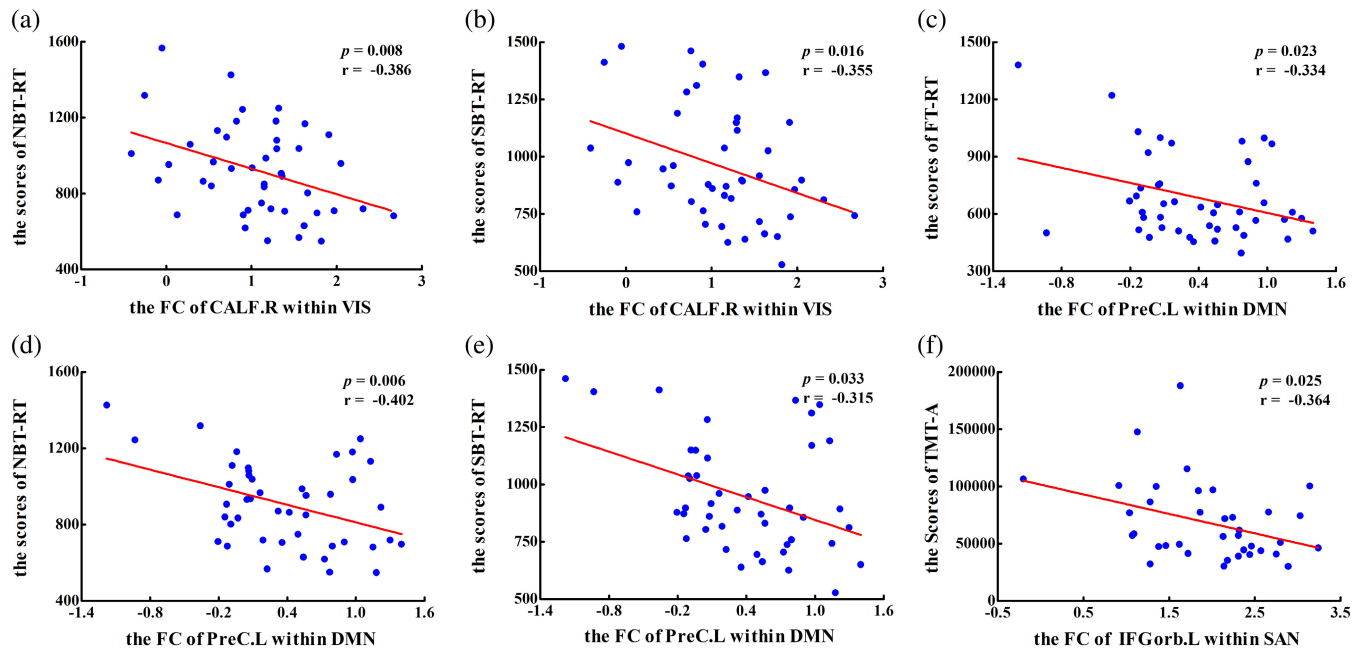 (a)
the scores of NBT-RT
1600
1200
800
400
-1
0
1
2
3
p = 0.008
r = -0.386
the FC of CALF.R within VIS
(b)
the scores of SBT-RT
1500
1250
1000
750
500
-1
0
1
2
3
p = 0.016
r = -0.355
the FC of CALF.R within VIS
(c)
the scores of FT-RT
1500
1200
900
600
300
-1.4
-0.8
-0.2
0.4
1.0
1.6
p = 0.023
r = -0.334
the FC of PreC.L within DMN
(d)
the scores of NBT-RT
1600
1200
800
400
-1.4
-0.8
-0.2
0.4
1.0
1.6
p = 0.006
r = -0.402
the FC of PreC.L within DMN
(e)
the scores of SBT-RT
1500
1250
1000
750
500
-1.4
-0.8
-0.2
0.4
1.0
1.6
p = 0.033
r = -0.315
the FC of PreC.L within DMN
(f)
the Scores of TMT-A
200000
150000
100000
50000
0
-0.5
0.5
1.5
2.5
3.5
p = 0.025
r = -0.364
the FC of IFGorb.L within SAN